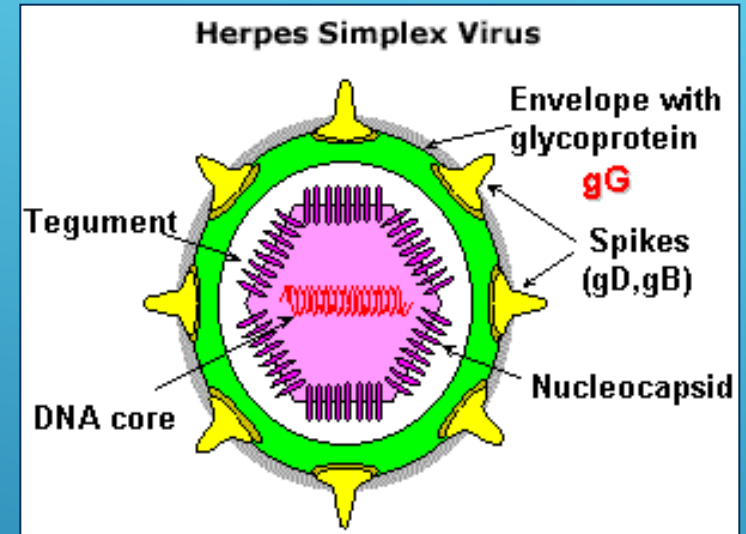 Herpes Simplex Virus
Envelope with
glycoprotein
gG
Tegument
Spikes
(gD,gB)
Nucleocapsid
DNA core